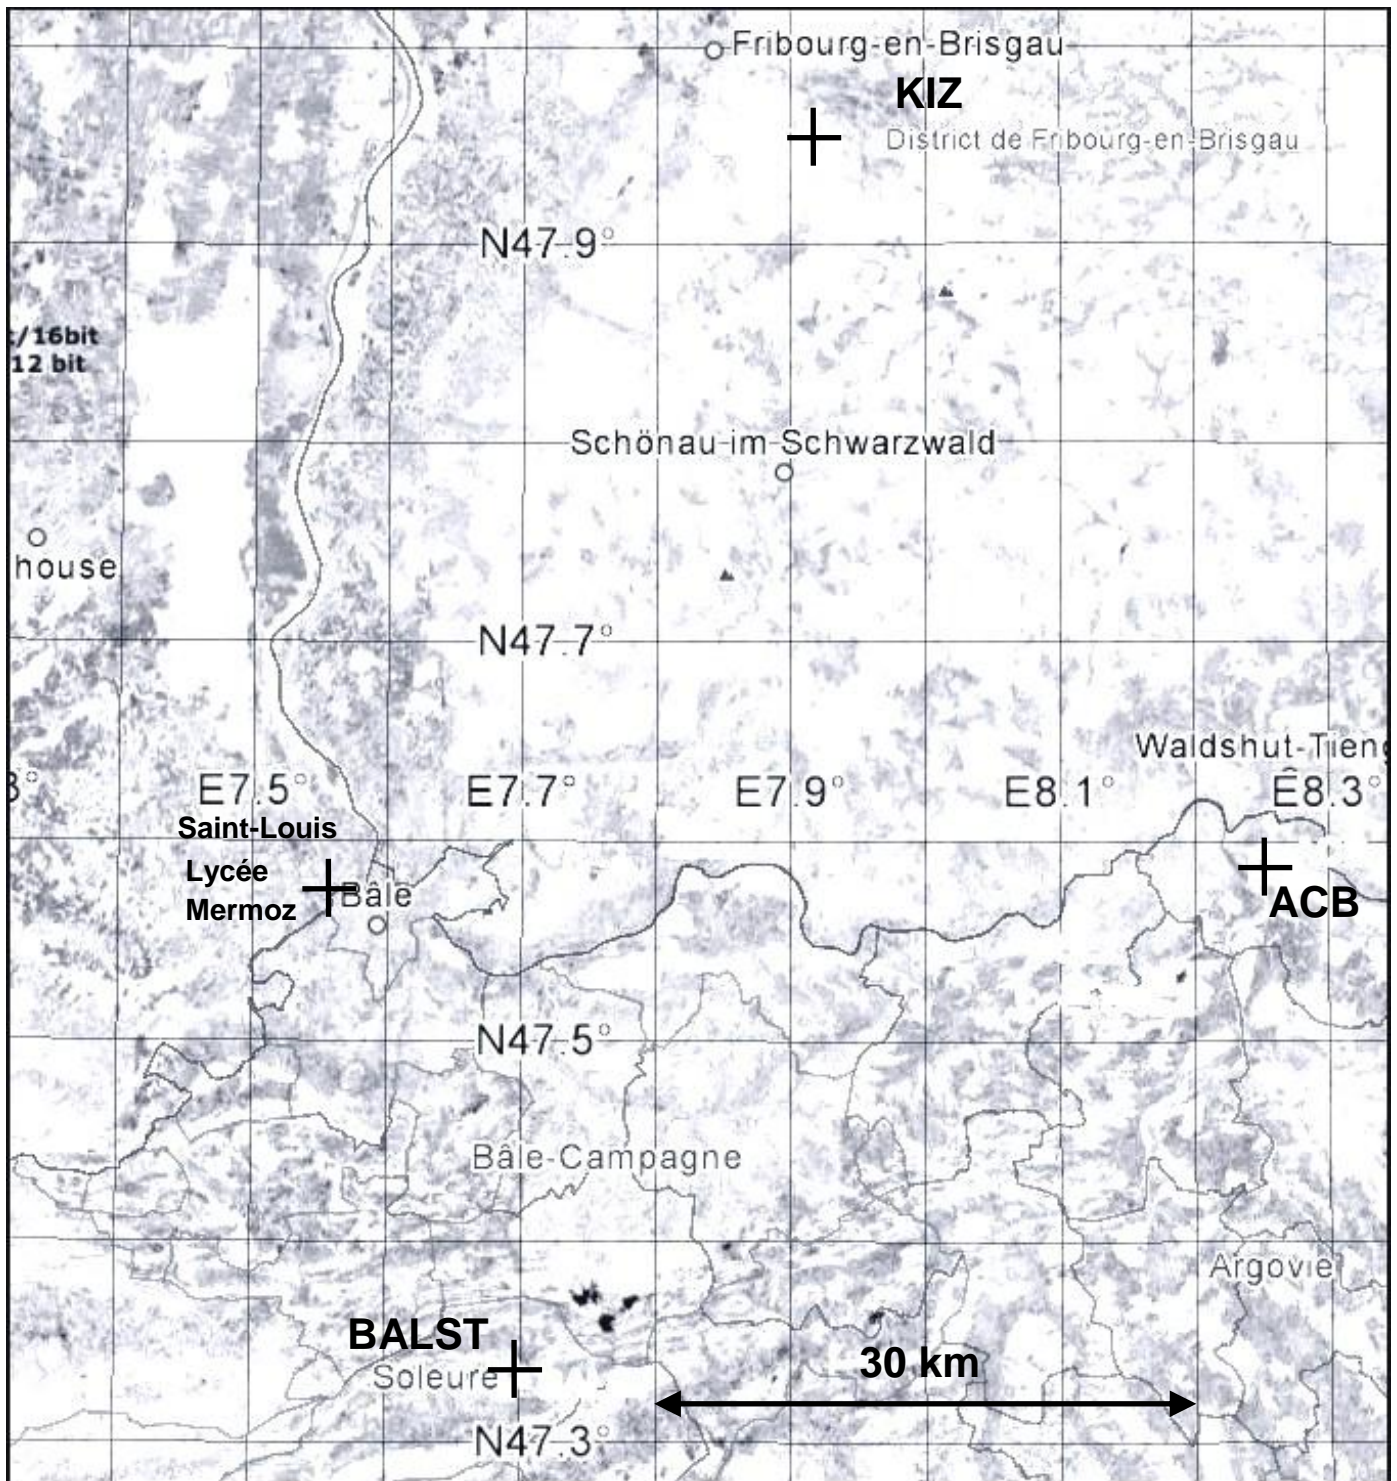 Fribourg-en-Brisgau
KIZ
District de Fribourg-en-Brisgau
N47.9°
t/16bit
12 bit
Schönau-im-Schwarzwald
house
N47.7°
Waldshut-Tieng
3°
E7.5°
E7.7°
E7.9°
E8.1°
E8.3°
Saint-Louis
Lycée
Mermoz
Bâle
ACB
N47.5°
Bâle-Campagne
Argovie
BALST
Soleure
30 km
N47.3°